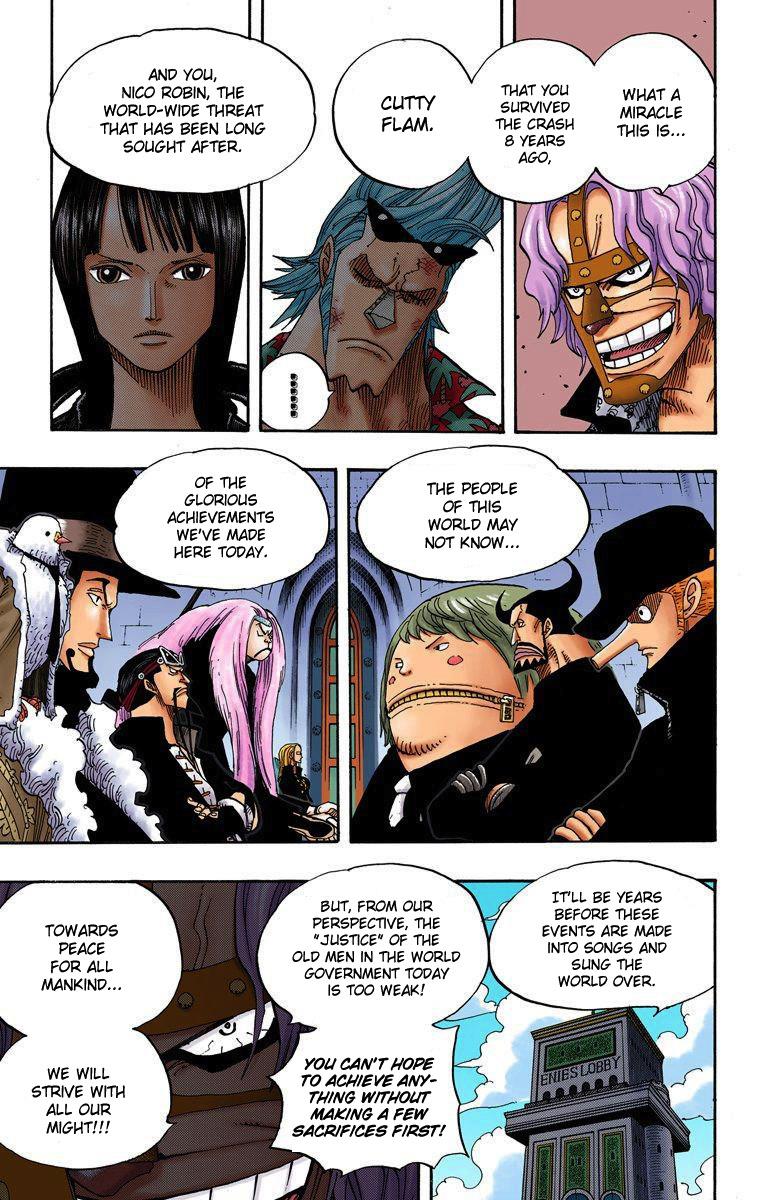 WHAT A
MIRACLE
THIS IS...
THAT YOU
SURVIVED
THE CRASH
8 YEARS
AGO,
CUTTY
FLAM.
......
AND YOU,
NICO ROBIN, THE
WORLD-WIDE THREAT
THAT HAS BEEN LONG
SOUGHT AFTER.
THE PEOPLE
OF THIS
WORLD MAY
NOT KNOW...
OF THE
GLORIOUS
ACHIEVEMENTS
WE'VE MADE
HERE TODAY.
IT'LL BE YEARS
BEFORE THESE
EVENTS ARE MADE
INTO SONGS AND
SUNG THE
WORLD OVER.
ENIES LOBBY
BUT, FROM OUR
PERSPECTIVE, THE
"JUSTICE" OF THE
OLD MEN IN THE WORLD
GOVERNMENT TODAY
IS TOO WEAK!
YOU CAN'T HOPE
TO ACHIEVE ANY-
THING WITHOUT
MAKING A FEW
SACRIFICES FIRST!
TOWARDS
PEACE
FOR ALL
MANKIND...
WE WILL
STRIVE WITH
ALL OUR
MIGHT!!!